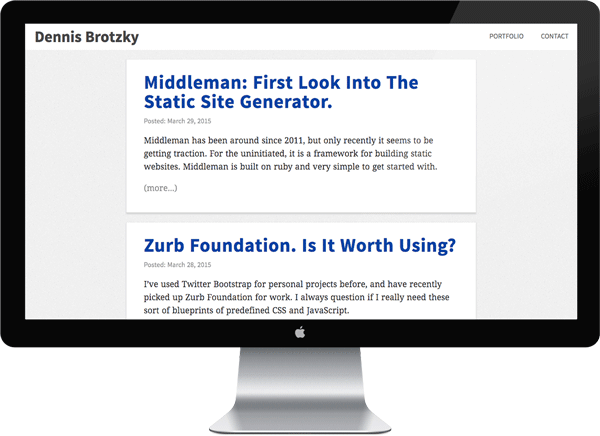 Dennis Brotzky
PORTFOLIO CONTACT
Middleman: First Look Into The
Static Site Generator.
Posted: March 29, 2015
Middleman has been around since 2011, but only recently it seems to be
getting traction. For the uninitiated, it is a framework for building static
websites. Middleman is built on ruby and very simple to get started with.
(more...)
Zurb Foundation. Is It Worth Using?
Posted: March 28, 2015
I've used Twitter Bootstrap for personal projects before, and have recently
picked up Zurb Foundation for work. I always question if I really need these
sort of blueprints of predefined CSS and JavaScript.